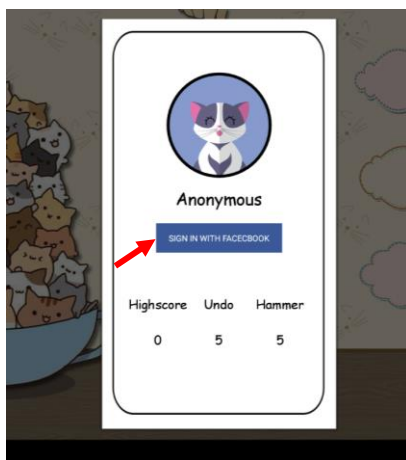 Anonymous
SIGN IN WITH FACECBOOK
Highscore Undo Hammer
0 5 5